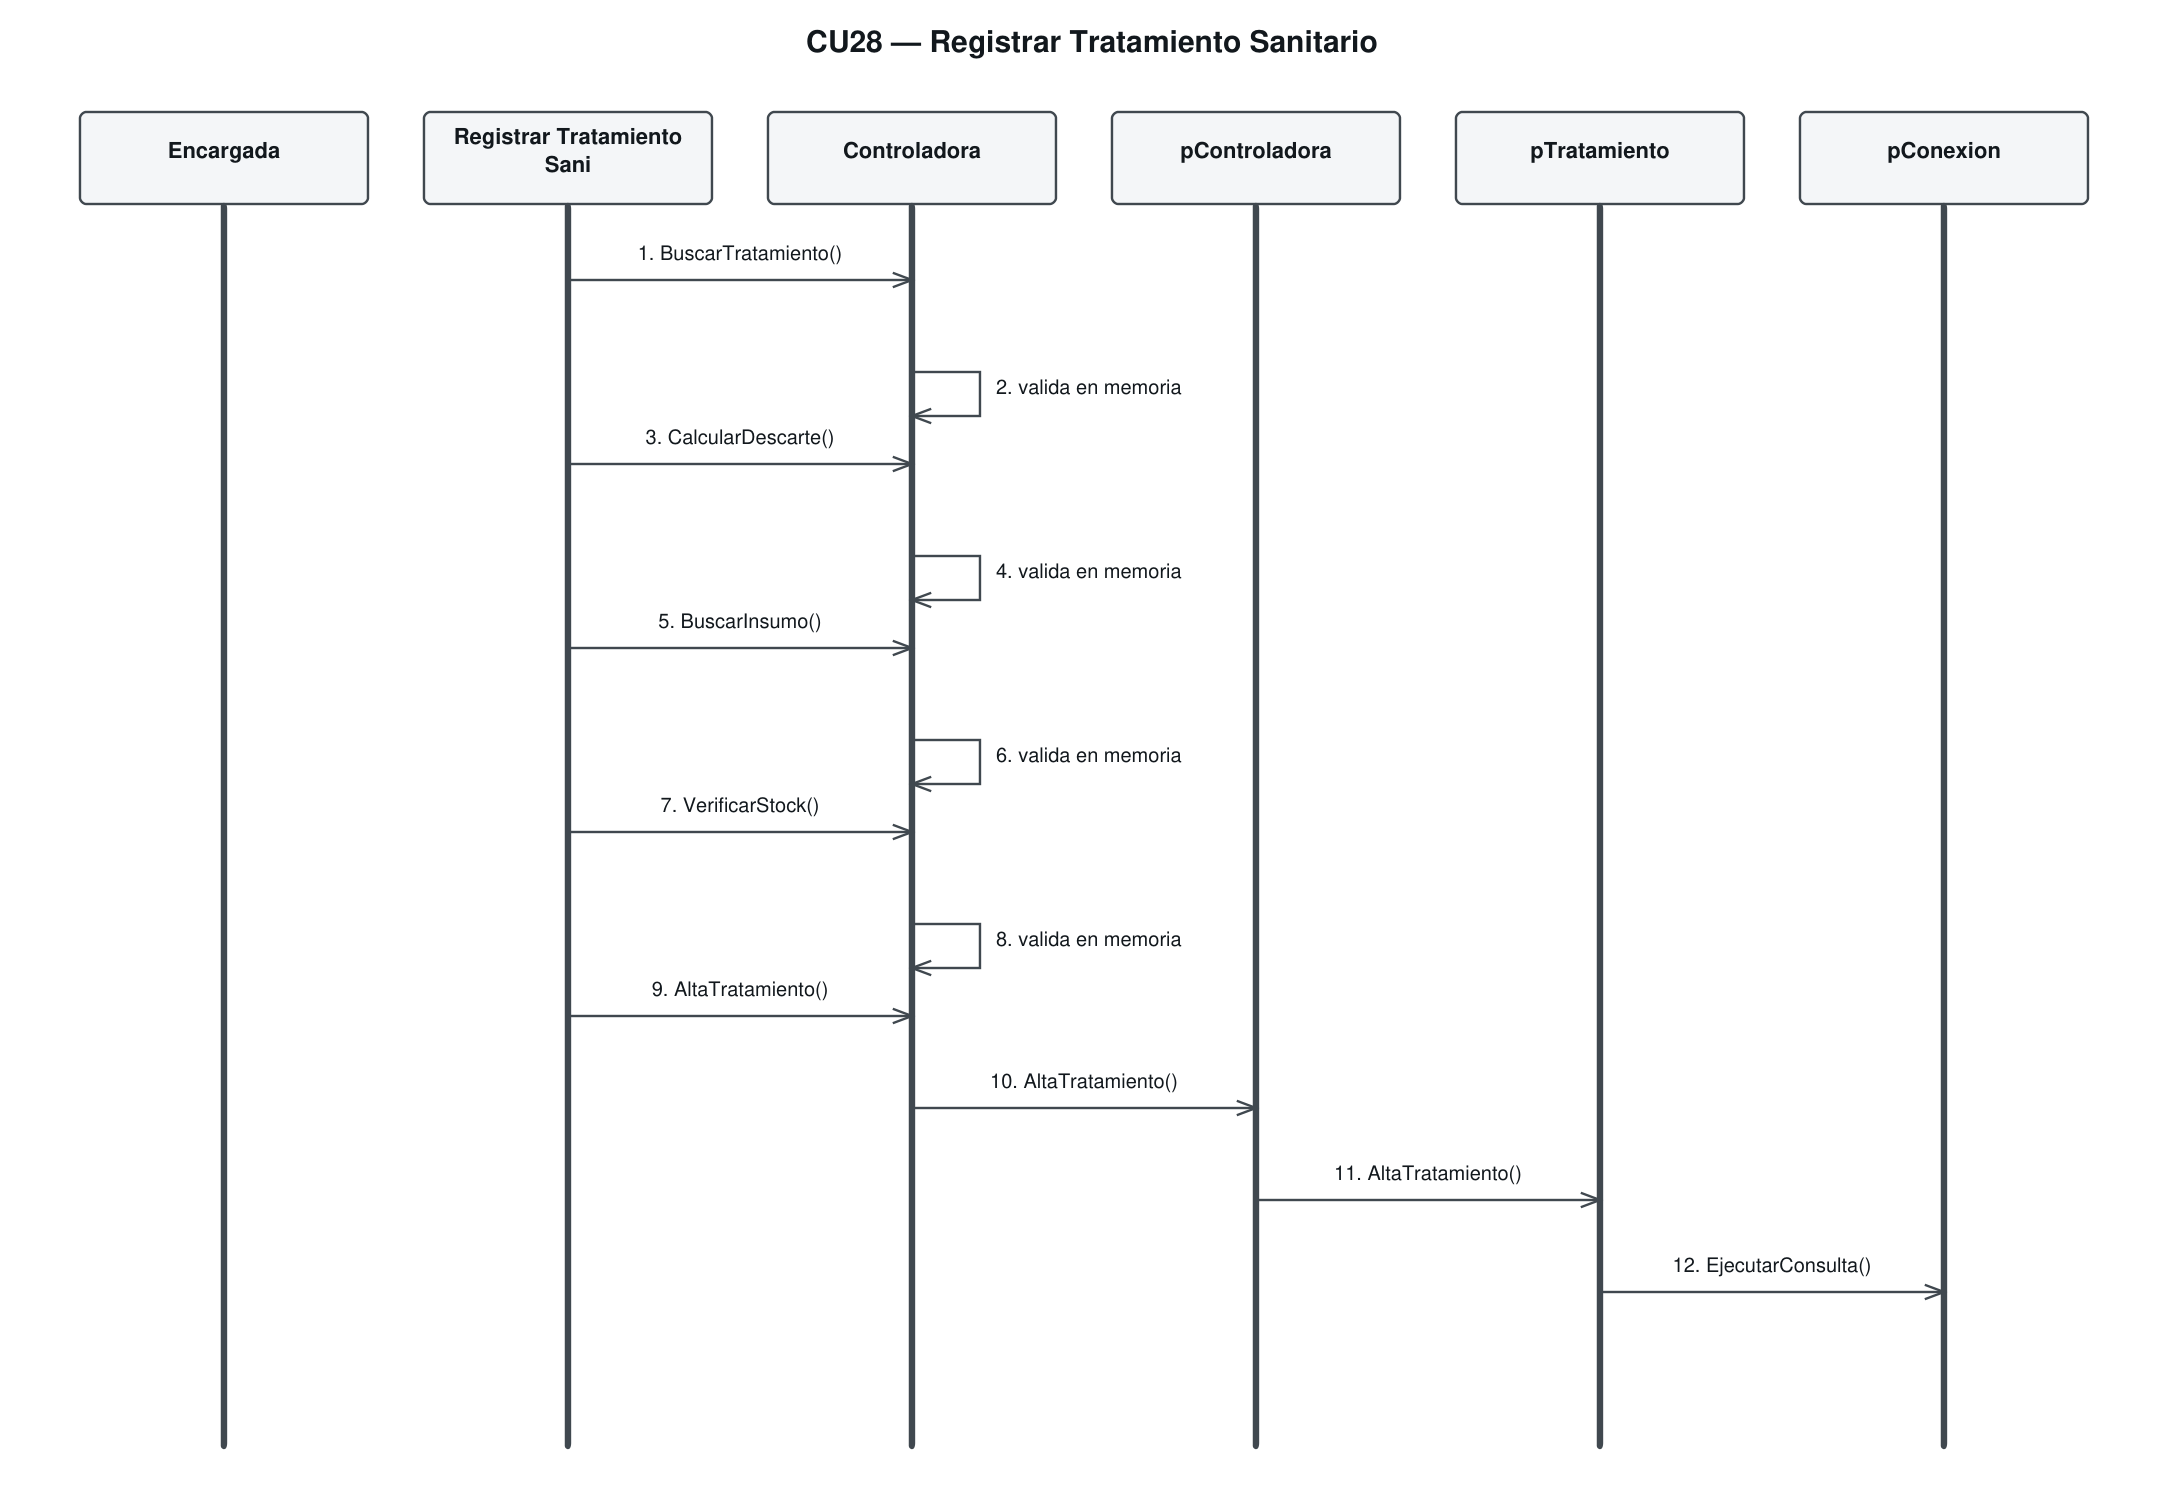 CU28 — Registrar Tratamiento Sanitario
Encargada
Registrar Tratamiento
Sani
Controladora
pControladora
pTratamiento
pConexion
1. BuscarTratamiento()
2. valida en memoria
3. CalcularDescarte()
4. valida en memoria
5. BuscarInsumo()
6. valida en memoria
7. VerificarStock()
8. valida en memoria
9. AltaTratamiento()
10. AltaTratamiento()
11. AltaTratamiento()
12. EjecutarConsulta()